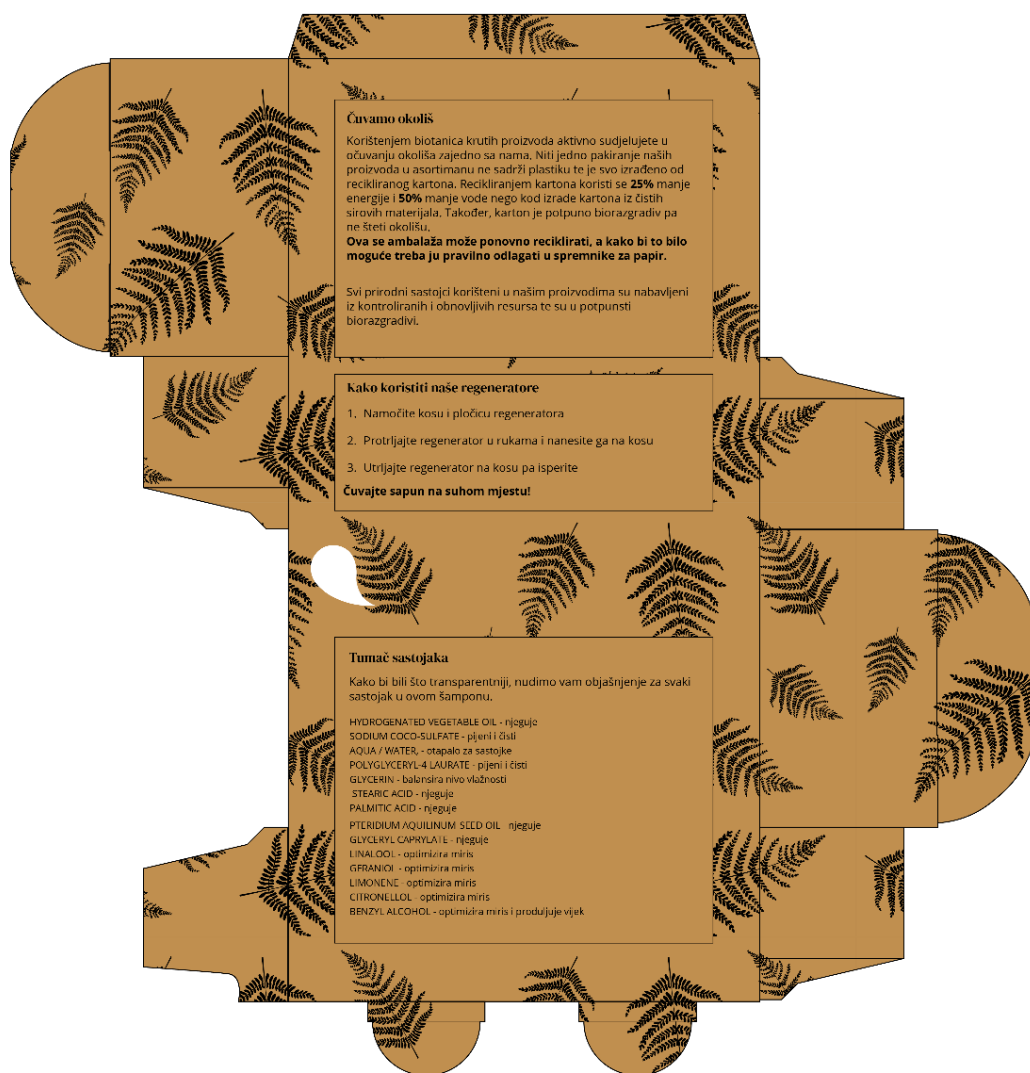 Čuvamo okoliš
Korištenjem biotanica krutih proizvoda aktivno sudjelujete u
očuvanju okoliša zajedno sa nama. Niti jedno pakiranje naših
proizvoda u asortimanu ne sadrži plastiku te je svo izrađeno od
recikliranog kartona. Recikliranjem kartona koristi se 25% manje
energije i 50% manje vode nego kod izrade kartona iz čistih
sirovih materijala. Također, karton je potpuno biorazgradiv pa
ne šteti okolišu.
Ova se ambalaža može ponovno reciklirati, a kako bi to bilo
moguće treba ju pravilno odlagati u spremnike za papir.
Svi prirodni sastojci korišteni u našim proizvodima su nabavljeni
iz kontroliranih i obnovljivih resursa te su u potpunsti
biorazgradivi.
Kako koristiti naše regeneratore
1. Namočite kosu i pločicu regeneratora
2. Protrljajte regenerator u rukama i nanesite ga na kosu
3. Utrljajte regenerator na kosu pa isperite
Čuvajte sapun na suhom mjestu!
Tumač sastojaka
Kako bi bili što transparentniji, nudimo vam objašnjenje za svaki
sastojak u ovom šamponu.
HYDROGENATED VEGETABLE OIL - njeguje
SODIUM COCO-SULFATE - pijeni i čisti
AQUA / WATER, - otapalo za sastojke
POLYGLYCERYL-4 LAURATE - pijeni i čisti
GLYCERIN - balansira nivo vlažnosti
STEARIC ACID - njeguje
PALMITIC ACID - njeguje
PTERIDIUM AQUILINUM SEED OIL njeguje
GLYCERYL CAPRYLATE - njeguje
LINALOOL - optimizira miris
GERANIOL - optimizira miris
LIMONENE - optimizira miris
CITRONELLOL - optimizira miris
BENZYL ALCOHOL - optimizira miris i produljuje vijek